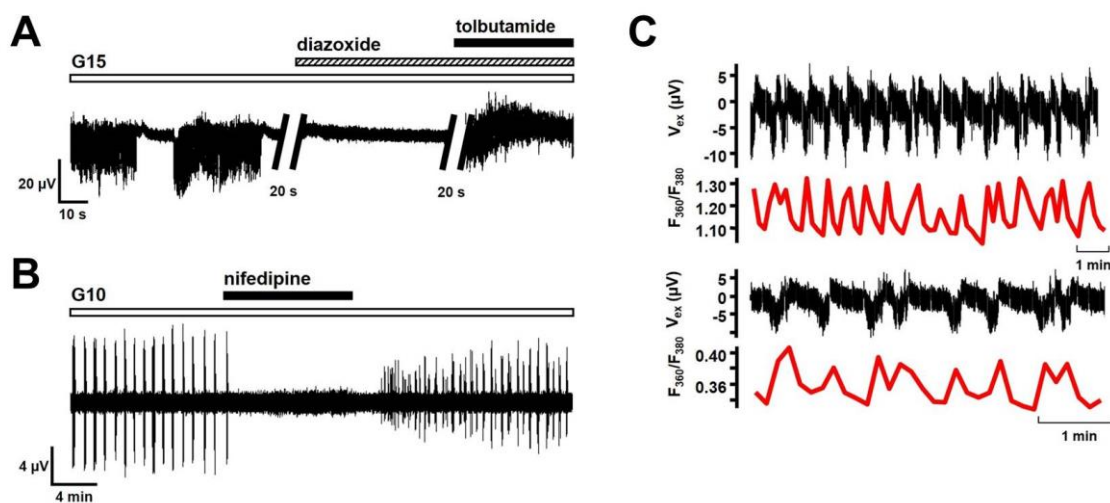 A
tolbutamide
diazoxide
G15
20 µV
10 s
20 s
20 s
B
nifedipine
G10
4 µV
4 min
C
Vex (µV)
5
0
-5
-10
F360/F380
1.30
1.20
1.10
1 min
Vex (µV)
5
0
-5
F360/F380
0.40
0.36
1 min